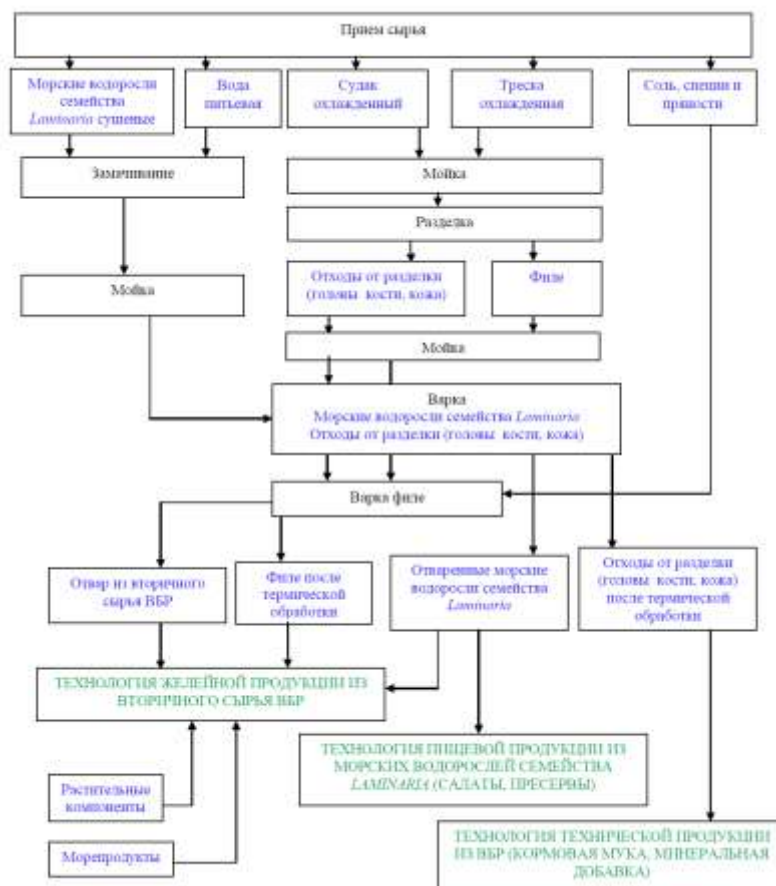 Прием сырья
Морские водоросли
семейства
Laminaria сушеные
Вода
питьевая
Судак
охлажденный
Треска
охлажденная
Соль, специи и
пряности
Замачивание
Мойка
Разделка
Мойка
Отходы от разделки
(головы кости, кожа)
Филе
Мойка
Варка
Морские водоросли семейства Laminaria
Отходы от разделки (головы кости, кожа)
Варка филе
Отвар из вторичного
сырья ВБР
Филе после
термической
обработки
Отваренные морские
водоросли семейства
Laminaria
Отходы от разделки
(головы кости, кожа)
после термической
обработки
ТЕХНОЛОГИЯ ЖЕЛЕЙНОЙ ПРОДУКЦИИ ИЗ
ВТОРИЧНОГО СЫРЬЯ ВБР
ТЕХНОЛОГИЯ ПИЩЕВОЙ ПРОДУКЦИИ ИЗ
МОРСКИХ ВОДОРОСЛЕЙ СЕМЕЙСТВА
LAMINARIA (САЛАТЫ, ПРЕСЕРВЫ)
Растительные
компоненты
Морепродукты
ТЕХНОЛОГИЯ ТЕХНИЧЕСКОЙ ПРОДУКЦИИ
ИЗ ВБР (КОРМОВАЯ МУКА, МИНЕРАЛЬНАЯ
ДОБАВКА)